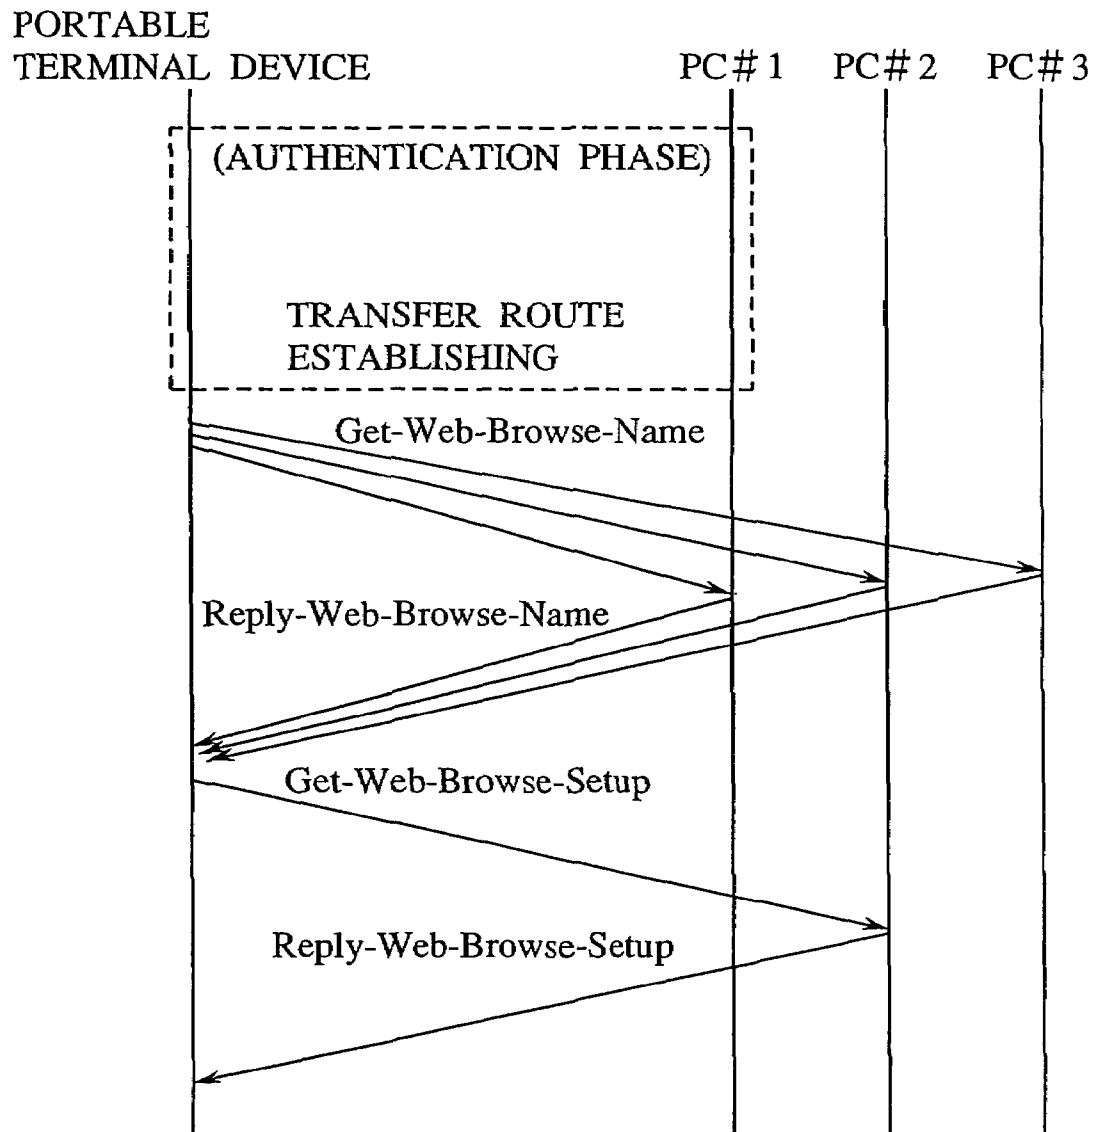 PORTABLE
TERMINAL DEVICE
PC#1
PC#2
PC#3
(AUTHENTICATION PHASE)
TRANSFER ROUTE
ESTABLISHING
Get-Web-Browse-Name
Reply-Web-Browse-Name
Get-Web-Browse-Setup
Reply-Web-Browse-Setup